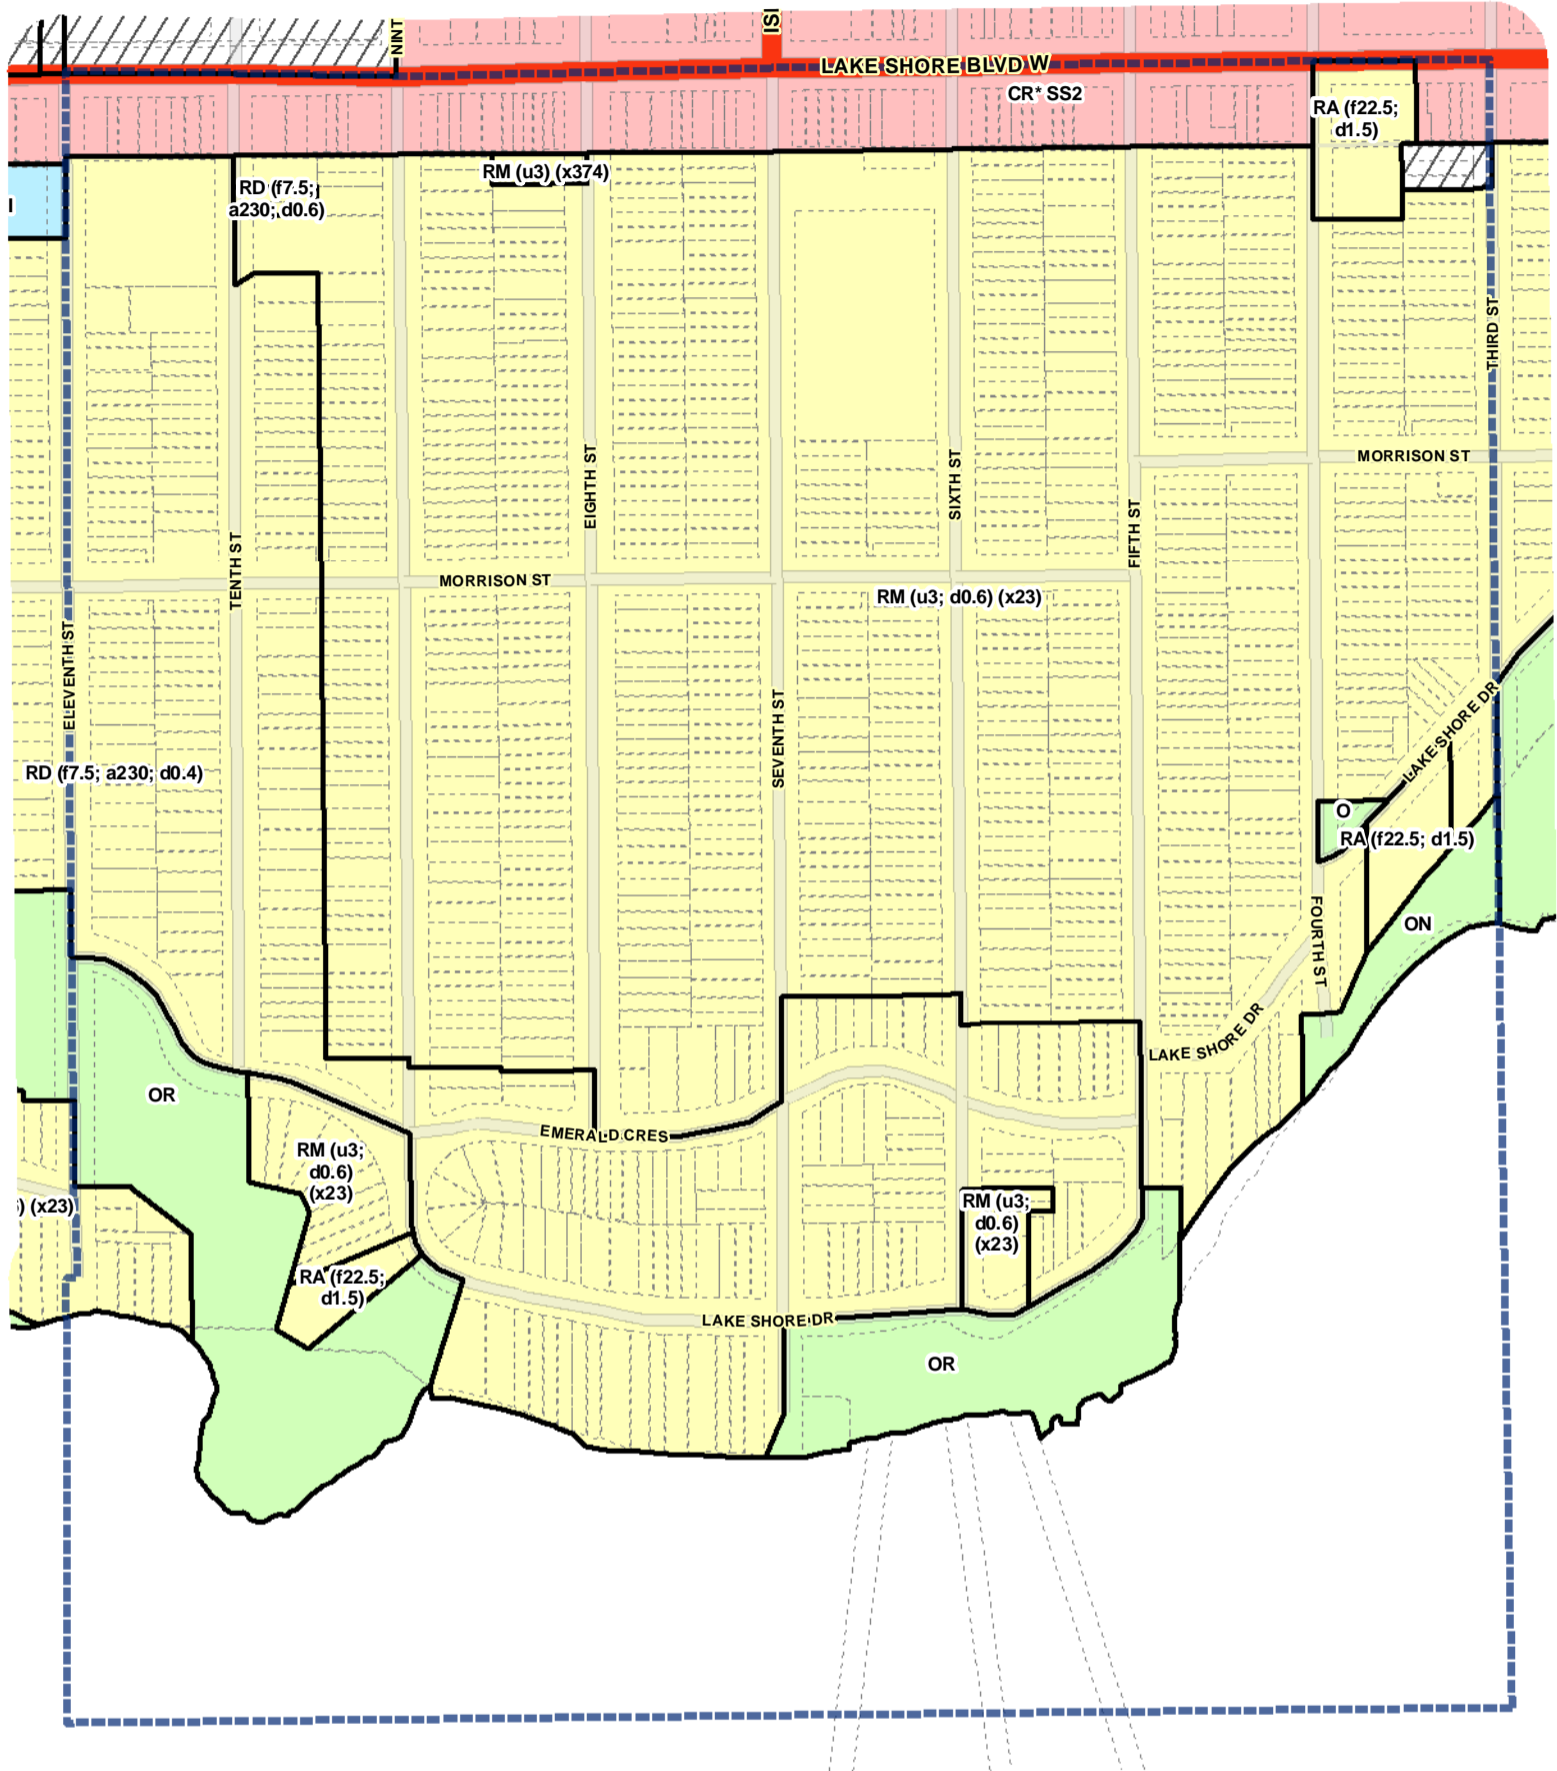 NINT
ISI
LAKE SHORE BLVD W
CR* SS2
RA (f22.5;
d1.5)
RM (u3) (x374)
RD (f7.5;
a230; d0.6)
I
THIRD ST
EIGHTH ST
SIXTH ST
MORRISON ST
FIFTH ST
TENTH ST
MORRISON ST
RM (u3; d0.6) (x23)
ELEVENTH ST
SEVENTH ST
LAKE SHORE DR
RD (f7.5; a230; d0.4)
O
RA (f22.5; d1.5)
FOURTH ST
ON
LAKE SHORE DR
OR
EMERALD CRES
RM (u3;
d0.6)
(x23)
) (x23)
RM (u3;
d0.6)
(x23)
RA (f22.5;
d1.5)
LAKE SHORE DR
OR